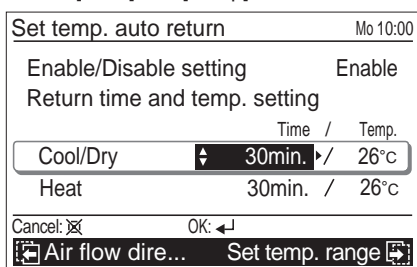 Set temp. auto return Mo 10:00
Enable/Disable setting Enable
Return time and temp. setting
Time / Temp.
Cool/Dry 30min. / 26°C
Heat 30min. / 26°C
Cancel: OK:
Air flow dire... Set temp. range